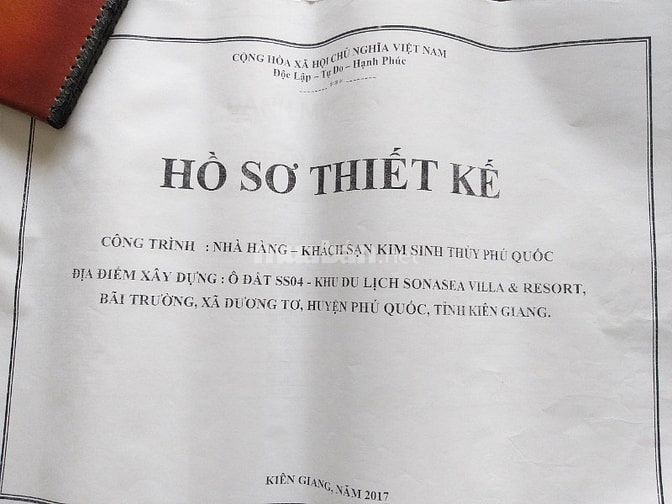 CỘNG HÒA XÃ HỘI CHỦ NGHĨA VIỆT NAM
Độc Lập – Tự Do – Hạnh Phúc
***
HỒ SƠ THIẾT KẾ
CÔNG TRÌNH : NHÀ HÀNG – KHÁCH SẠN KIM SINH THỦY PHÚ QUỐC
ĐỊA ĐIỂM XÂY DỰNG : Ô ĐẤT SS04 - KHU DU LỊCH SONASEA VILLA & RESORT,
BÃI TRƯỜNG, XÃ DƯƠNG TƠ, HUYỆN PHÚ QUỐC, TỈNH KIÊN GIANG.
KIÊN GIANG, NĂM 2017